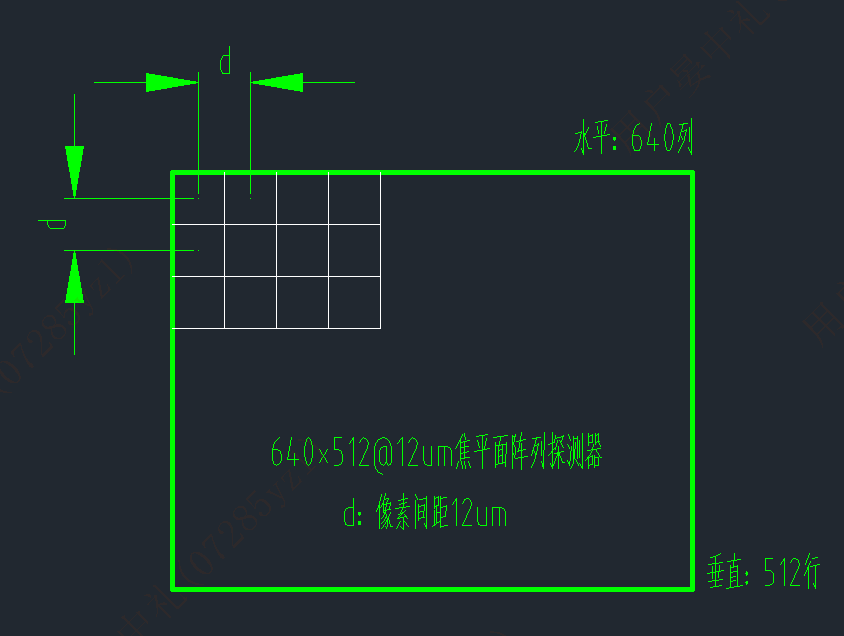 d
水平: 640列
d
640×512@12um焦平面阵列探测器
d: 像素间距12um
垂直: 512行